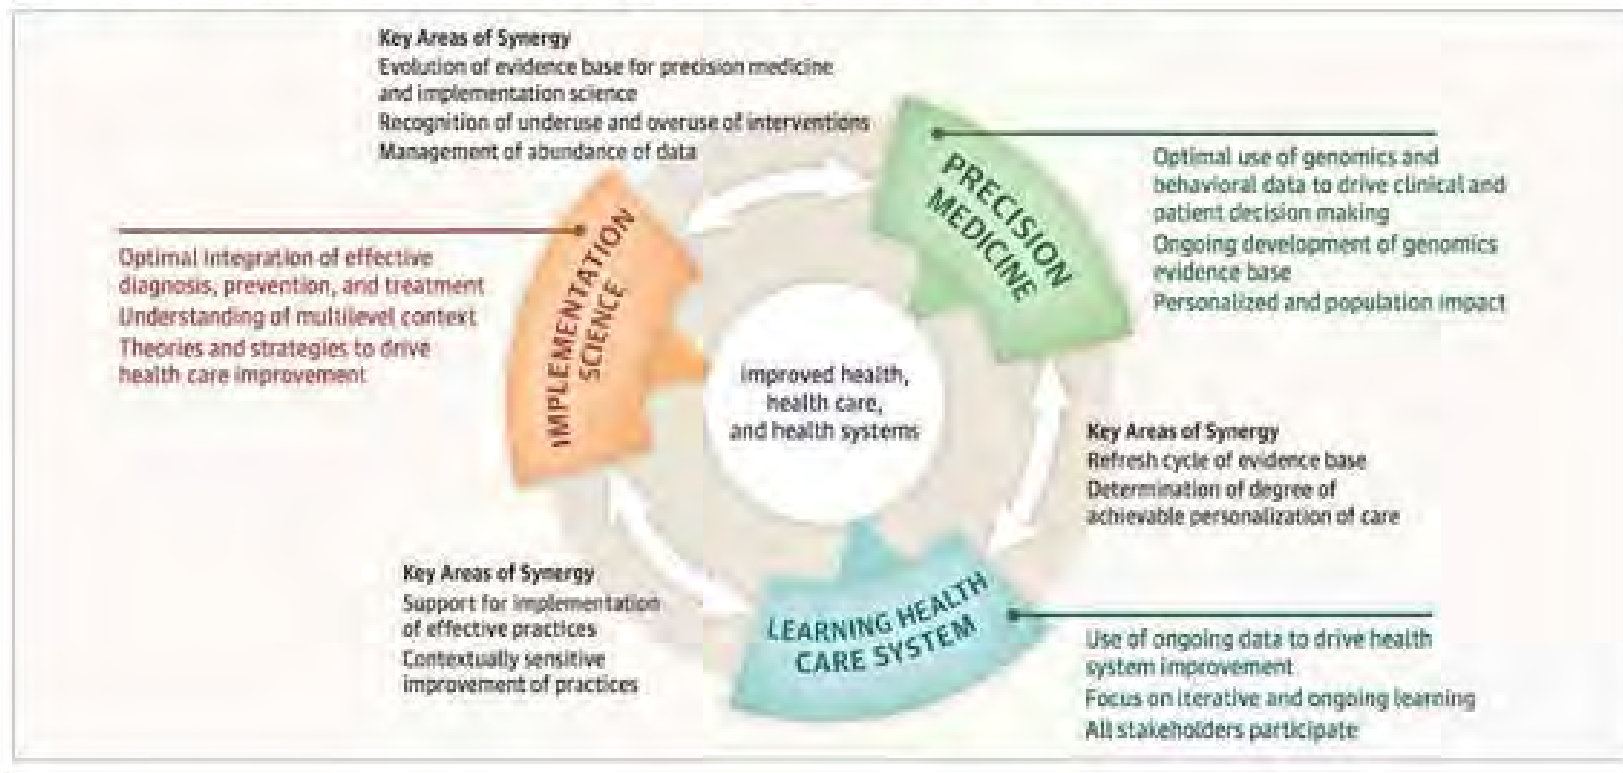 Key Areas of Synergy
Evolution of evidence base for precision medicine
and implementation science
Recognition of underuse and overuse of interventions
Management of abundance of data
PRECISION
MEDICINE
Optimal use of genomics and
behavioral data to drive clinical and
patient decision making
Ongoing development of genomics
evidence base
Personalized and population impact
IMPLEMENTATION
SCIENCE
Optimal integration of effective
diagnosis, prevention, and treatment
Understanding of multilevel context
Theories and strategies to drive
health care improvement
improved health,
health care,
and health systems
Key Areas of Synergy
Refresh cycle of evidence base
Determination of degree of
achievable personalization of care
Key Areas of Synergy
Support for implementation
of effective practices
Contextually sensitive
improvement of practices
LEARNING HEALTH
CARE SYSTEM
Use of ongoing data to drive health
system improvement
Focus on iterative and ongoing learning
All stakeholders participate